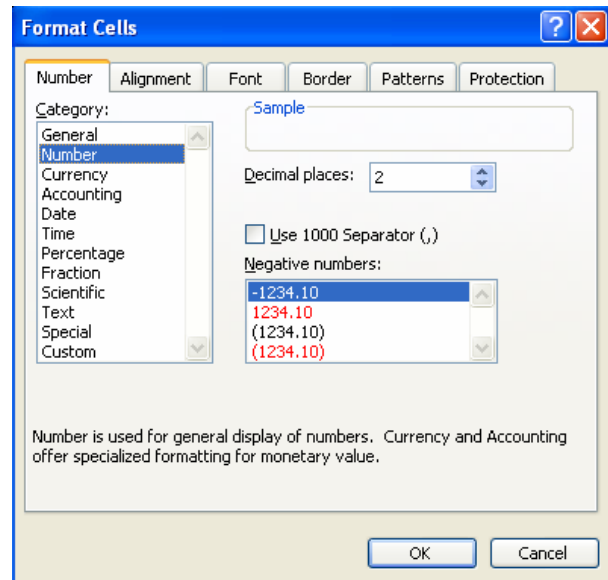 Format Cells
Number Alignment Font Border Patterns Protection
Category:
General
Number
Currency
Accounting
Date
Time
Percentage
Fraction
Scientific
Text
Special
Custom
Sample
Decimal places: 2
Use 1000 Separator (,)
Negative numbers:
-1234.10
1234.10
(1234.10)
(1234.10)
Number is used for general display of numbers. Currency and Accounting
offer specialized formatting for monetary value.
OK Cancel